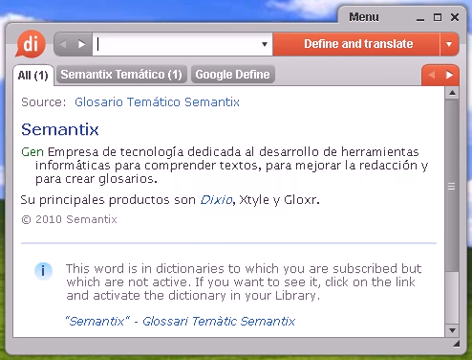 Menu
di
Define and translate
All (1)
Semantix Temático (1)
Google Define
Source: Glosario Temático Semantix
Semantix
Gen Empresa de tecnología dedicada al desarrollo de herramientas
informáticas para comprender textos, para mejorar la redacción y
para crear glosarios.
Su principales productos son Dixio, Xtyle y Gloxr.
© 2010 Semantix
i
This word is in dictionaries to which you are subscribed but
which are not active. If you want to see it, click on the link
and activate the dictionary in your Library.
"Semantix" - Glossari Temàtic Semantix